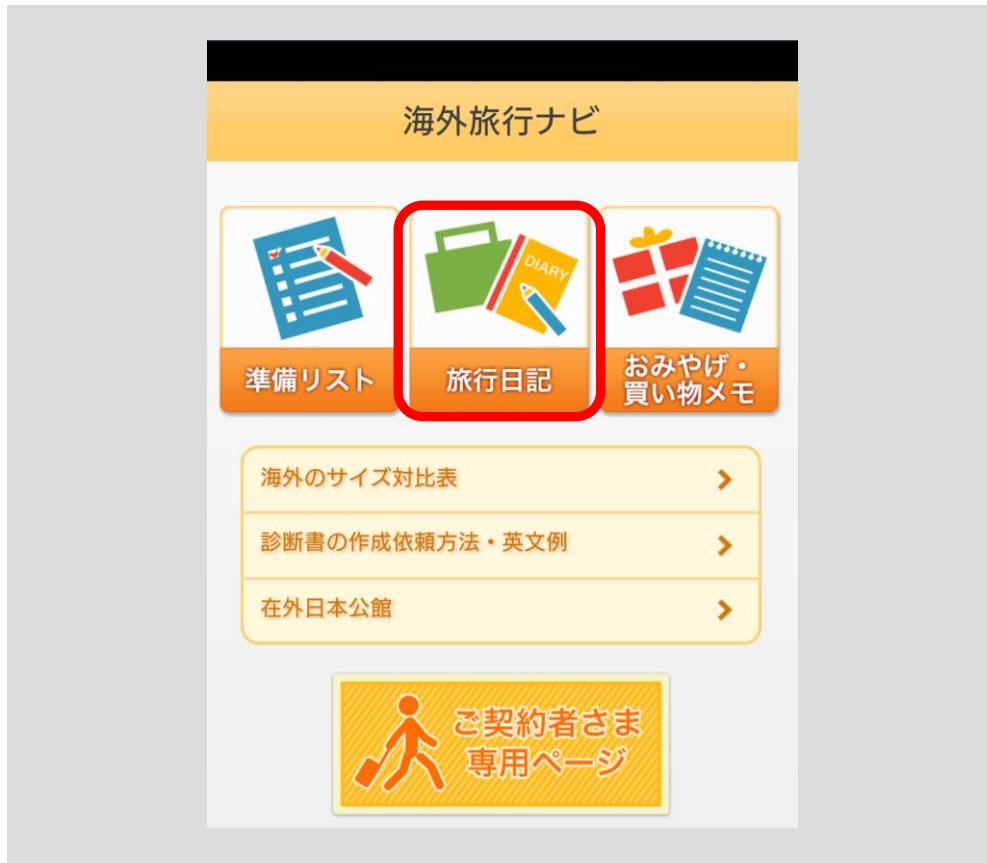 海外旅行ナビ
DIARY
準備リスト
旅行日記
おみやげ・
買い物メモ
海外のサイズ対比表
診断書の作成依頼方法・英文例
在外日本公館
ご契約者さま
専用ページ